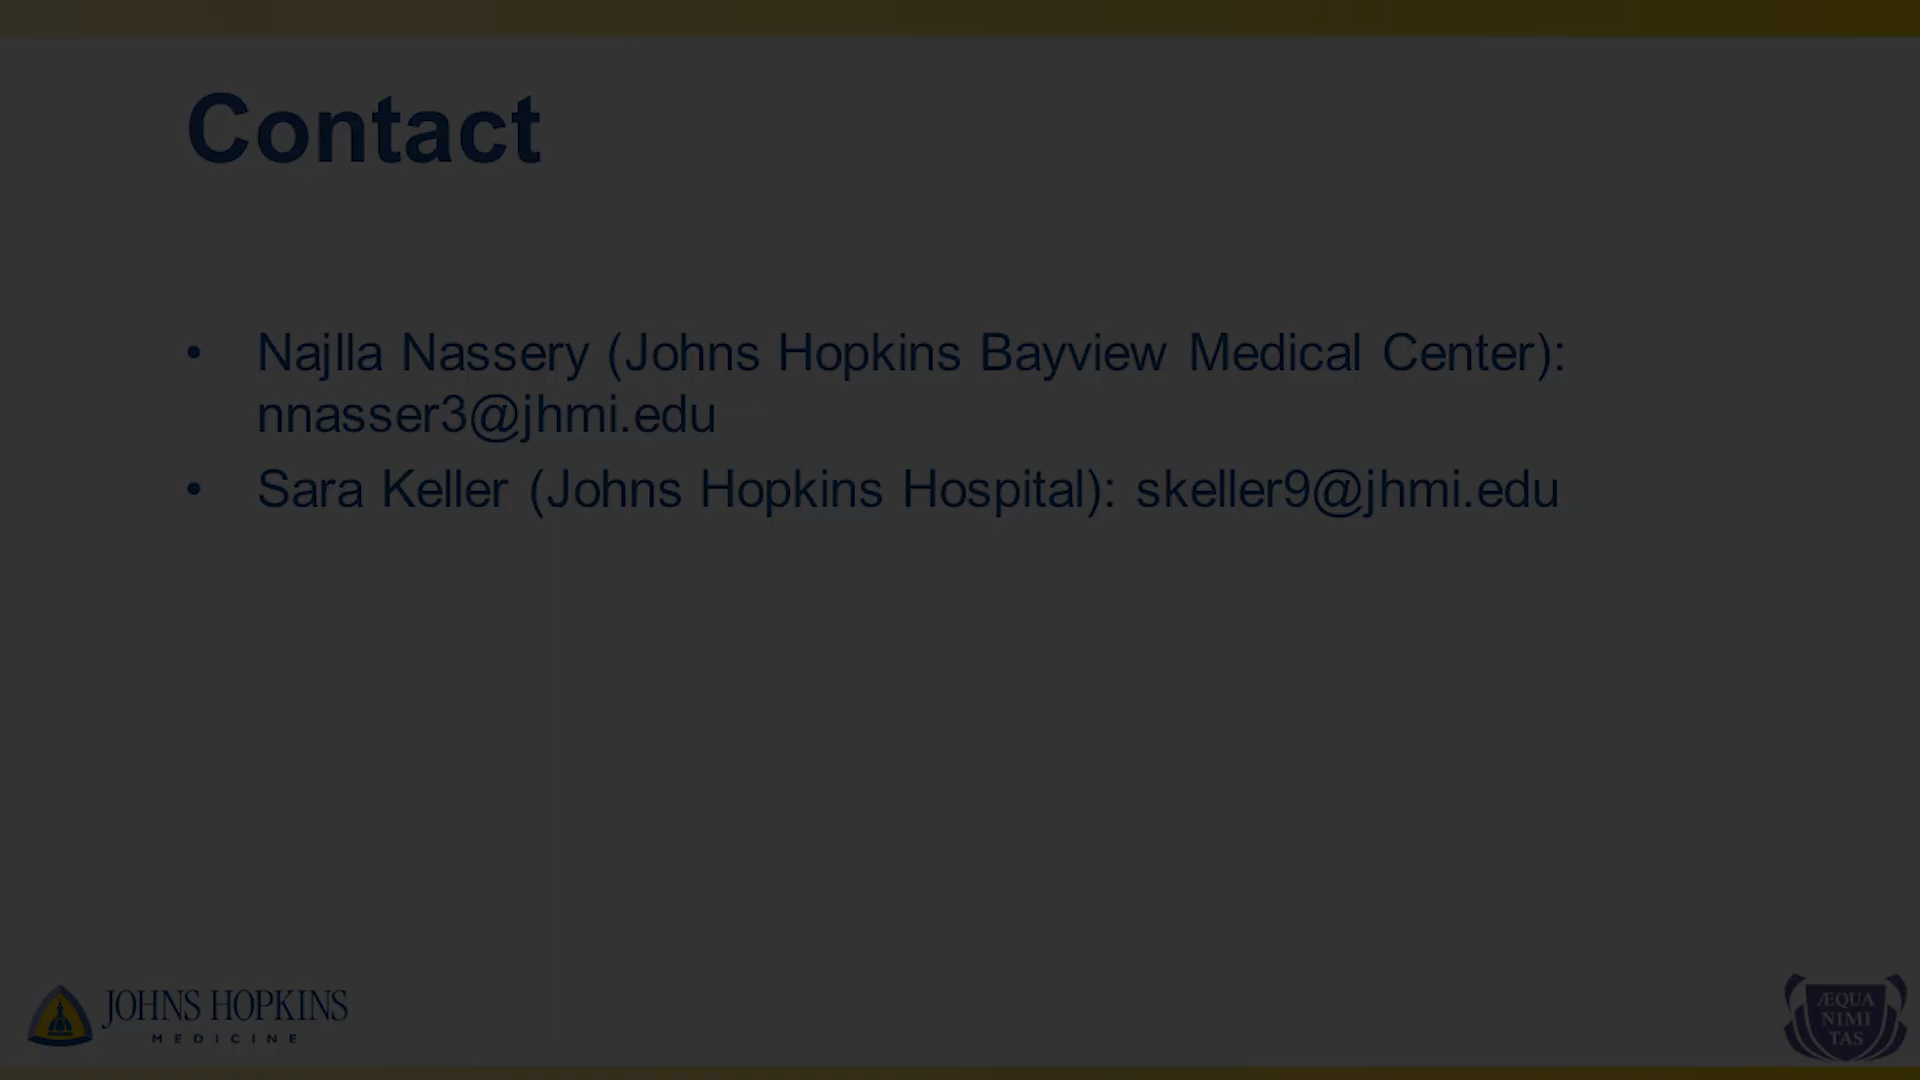 Contact
• Najlla Nassery (Johns Hopkins Bayview Medical Center):
nnasser3@jhmi.edu
• Sara Keller (Johns Hopkins Hospital): skeller9@jhmi.edu
JOHNS HOPKINS
MEDICINE
ÆQUA
NIMI
TAS